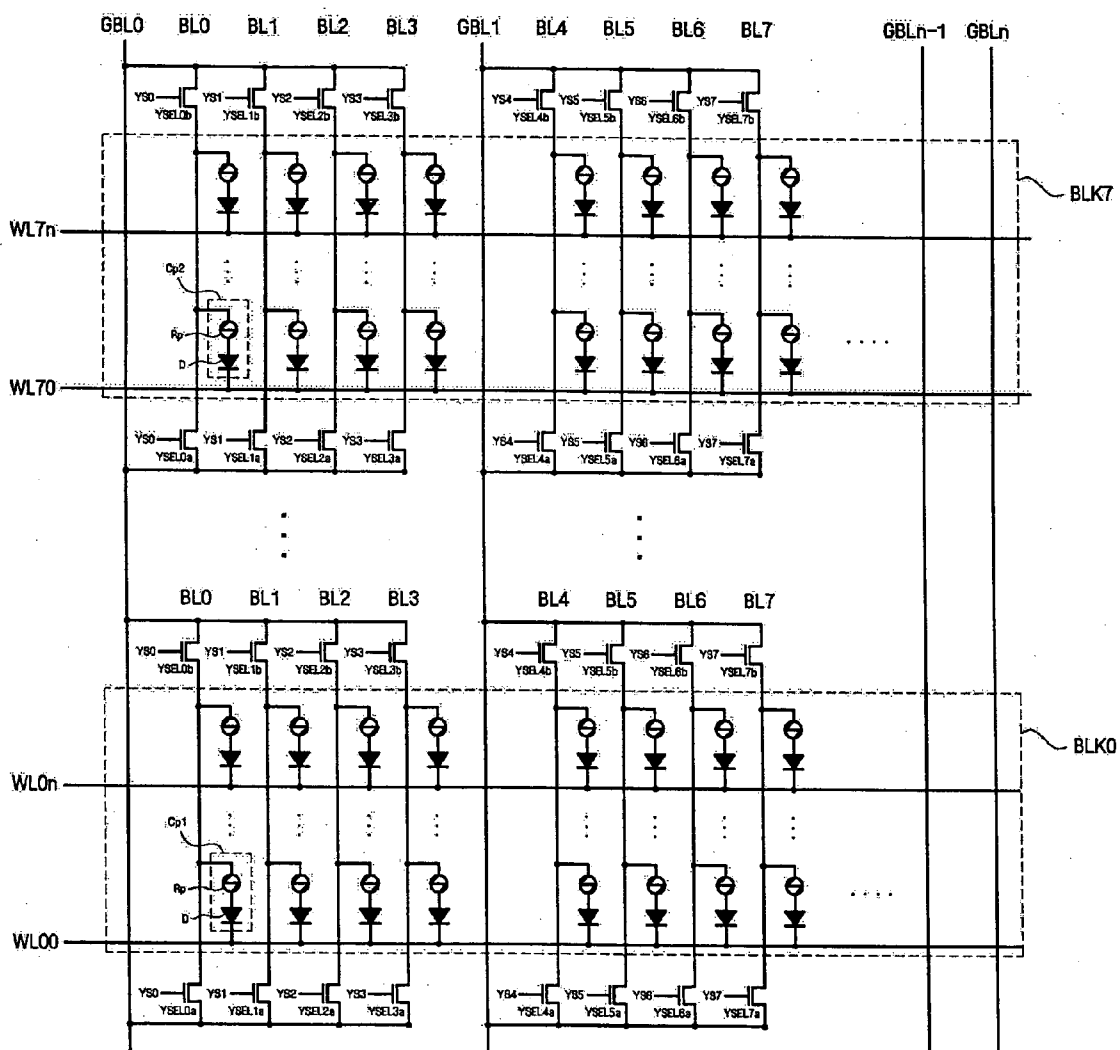 GBL0 BL0 BL1 BL2 BL3 GBL1 BL4 BL5 BL6 BL7 GBLn-1 GBLn
YS0 YS1 YS2 YS3 YS4 YS5 YS6 YS7
YSEL0b YSEL1b YSEL2b YSEL3b YSEL4b YSEL5b YSEL6b YSEL7b
BLK7
WL7n
Cp2
Rp
D
WL70
YS0 YS1 YS2 YS3 YS4 YS5 YS6 YS7
YSEL0a YSEL1a YSEL2a YSEL3a YSEL4a YSEL5a YSEL6a YSEL7a
BL0 BL1 BL2 BL3 BL4 BL5 BL6 BL7
YS0 YS1 YS2 YS3 YS4 YS5 YS6 YS7
YSEL0b YSEL1b YSEL2b YSEL3b YSEL4b YSEL5b YSEL6b YSEL7b
BLK0
WL0n
Cp1
Rp
D
WL00
YS0 YS1 YS2 YS3 YS4 YS5 YS6 YS7
YSEL0a YSEL1a YSEL2a YSEL3a YSEL4a YSEL5a YSEL6a YSEL7a